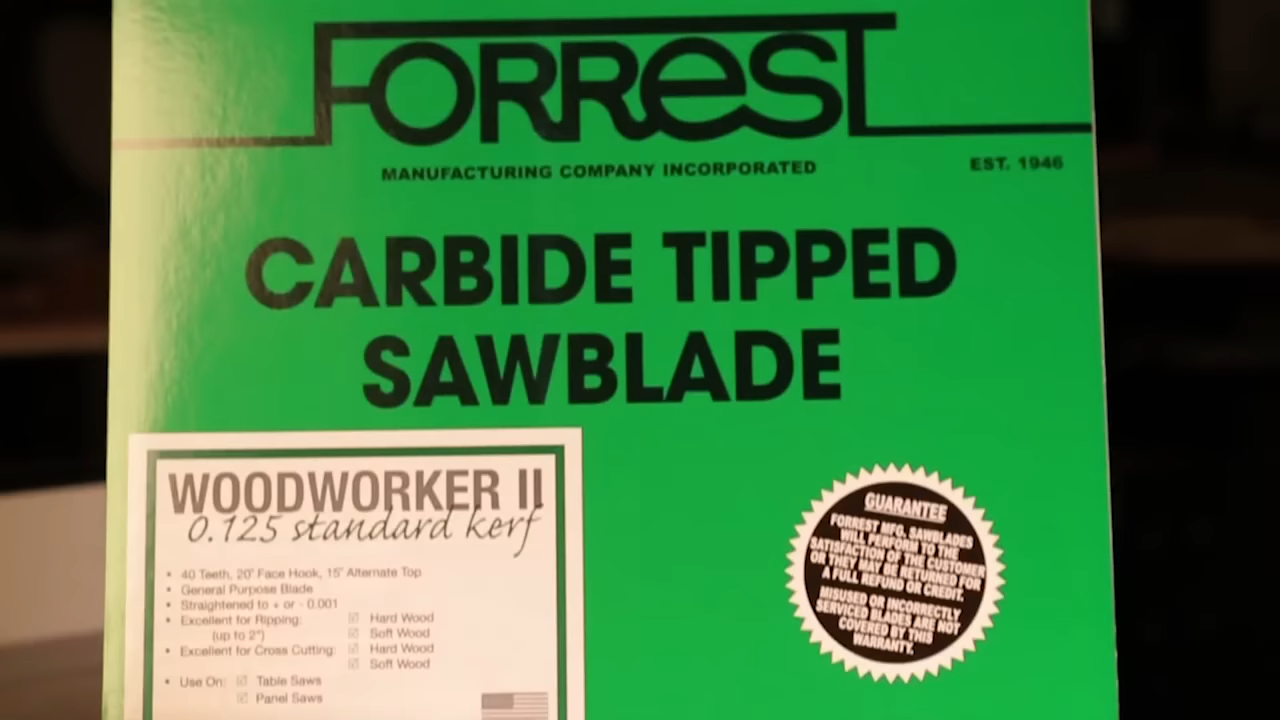 FORREST
MANUFACTURING COMPANY INCORPORATED
EST. 1946
CARBIDE TIPPED
SAWBLADE
WOODWORKER II
0.125 standard kerf
• 40 Teeth, 20° Face Hook, 15° Alternate Top
• General Purpose Blade
• Straightened to + or - 0.001
• Excellent for Ripping: ☑ Hard Wood
(up to 2") ☑ Soft Wood
• Excellent for Cross Cutting: ☑ Hard Wood
☑ Soft Wood
• Use On: ☑ Table Saws
☑ Panel Saws
GUARANTEE
FORREST MFG. SAWBLADES
WILL PERFORM TO THE
SATISFACTION OF THE CUSTOMER
OR THEY MAY BE RETURNED FOR
A FULL REFUND OR CREDIT.
MISUSED OR INCORRECTLY
SERVICED BLADES ARE NOT
COVERED BY THIS
WARRANTY.